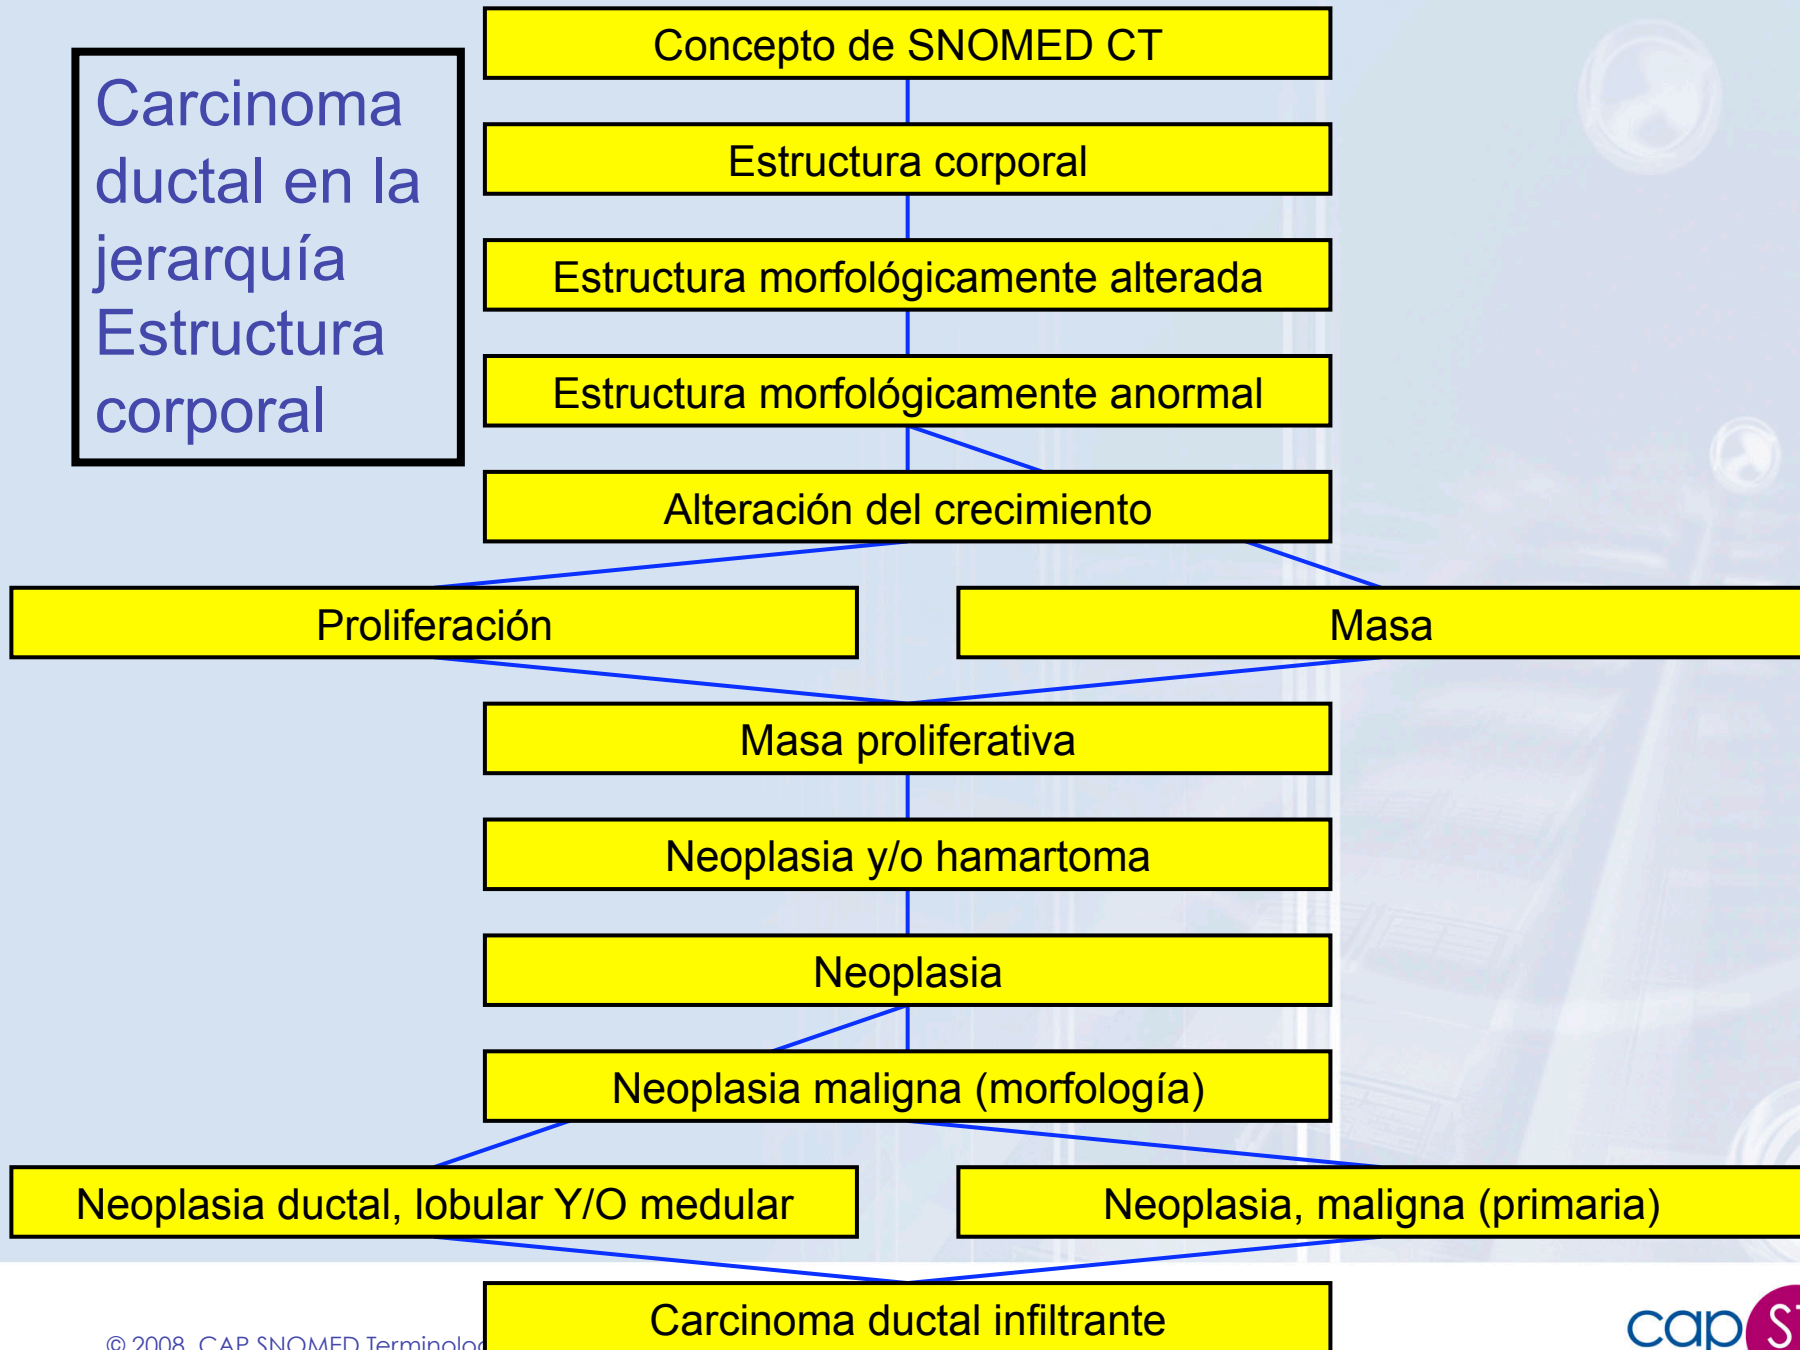 Concepto de SNOMED CT
Carcinoma
ductal en la
jerarquía
Estructura
corporal
Estructura corporal
Estructura morfológicamente alterada
Estructura morfológicamente anormal
Alteración del crecimiento
Proliferación
Masa
Masa proliferativa
Neoplasia y/o hamartoma
Neoplasia
Neoplasia maligna (morfología)
Neoplasia ductal, lobular Y/O medular
Neoplasia, maligna (primaria)
Carcinoma ductal infiltrante
© 2008, CAP SNOMED
cap